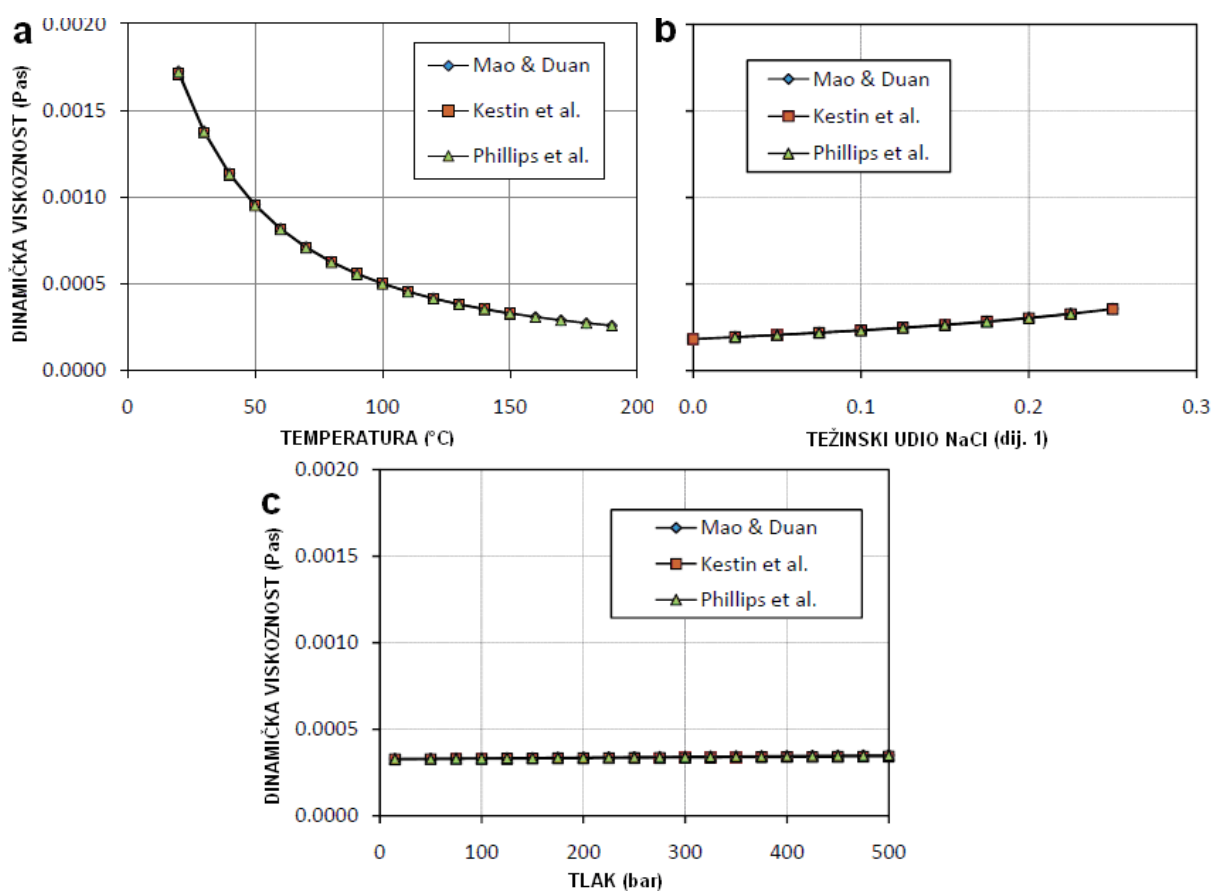 a
DINAMIČKA VISKOZNOST (Pas)
0.0020
0.0015
0.0010
0.0005
0.0000
Mao & Duan
Kestin et al.
Phillips et al.
0 50 100 150 200
TEMPERATURA (°C)
b
Mao & Duan
Kestin et al.
Phillips et al.
0.0 0.1 0.2 0.3
TEŽINSKI UDIO NaCl (dij. 1)
c
DINAMIČKA VISKOZNOST (Pas)
0.0020
0.0015
0.0010
0.0005
0.0000
Mao & Duan
Kestin et al.
Phillips et al.
0 100 200 300 400 500
TLAK (bar)